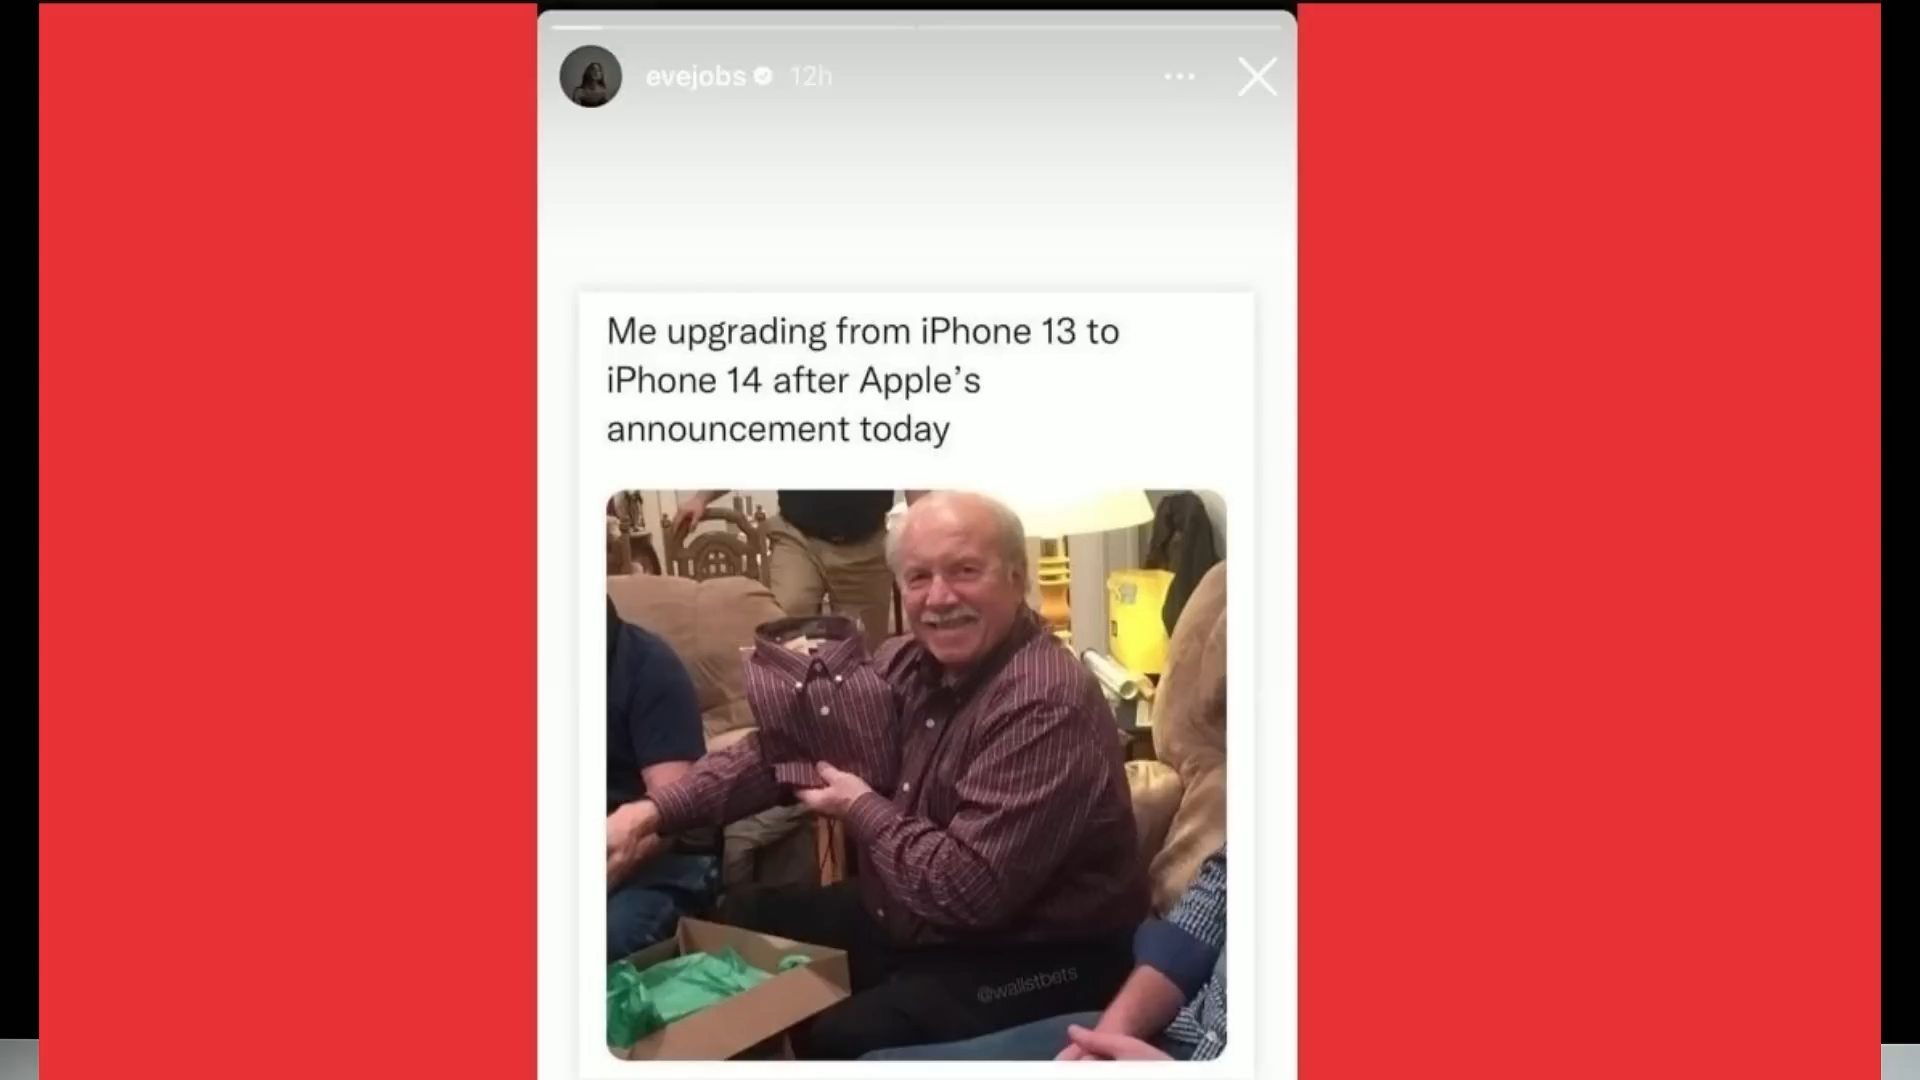 evejobs 12h
Me upgrading from iPhone 13 to
iPhone 14 after Apple’s
announcement today
@wallstbets